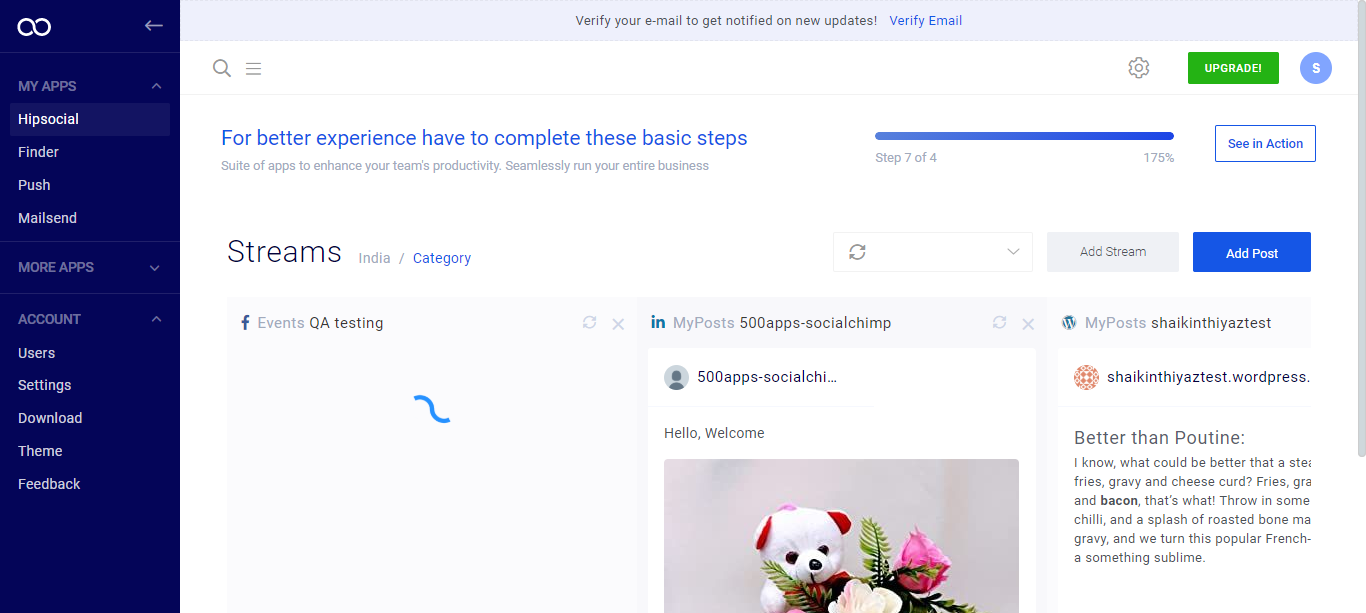 Verify your e-mail to get notified on new updates! Verify Email
UPGRADE!
S
MY APPS
Hipsocial
Finder
Push
Mailsend
MORE APPS
ACCOUNT
Users
Settings
Download
Theme
Feedback
For better experience have to complete these basic steps
Suite of apps to enhance your team's productivity. Seamlessly run your entire business
Step 7 of 4
175%
See in Action
Streams
India / Category
Add Stream
Add Post
Events QA testing
in MyPosts 500apps-socialchimp
MyPosts shaikinthiyaztest
500apps-socialchi...
Hello, Welcome
shaikinthiyaztest.wordpress.
Better than Poutine:
I know, what could be better that a stea
fries, gravy and cheese curd? Fries, gra
and bacon, that's what! Throw in some
chilli, and a splash of roasted bone ma
gravy, and we turn this popular French-
a something sublime.